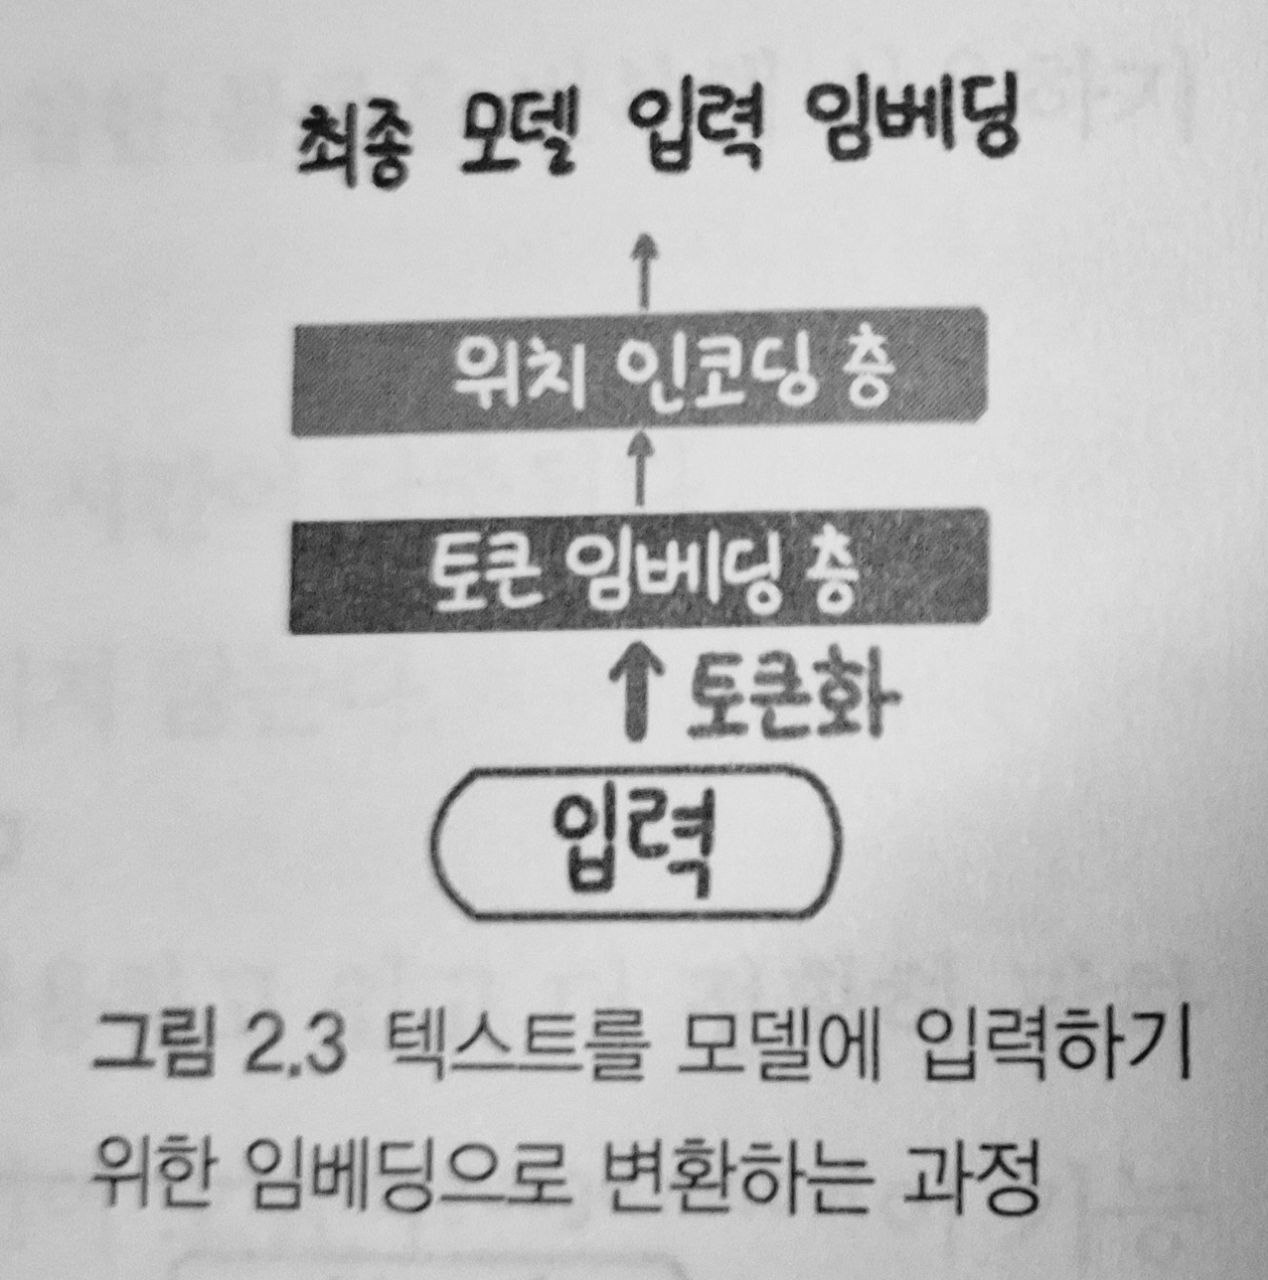 최종 모델 입력 임베딩
위치 인코딩 층
토큰 임베딩 층
토큰화
입력
그림 2.3 텍스트를 모델에 입력하기
위한 임베딩으로 변환하는 과정